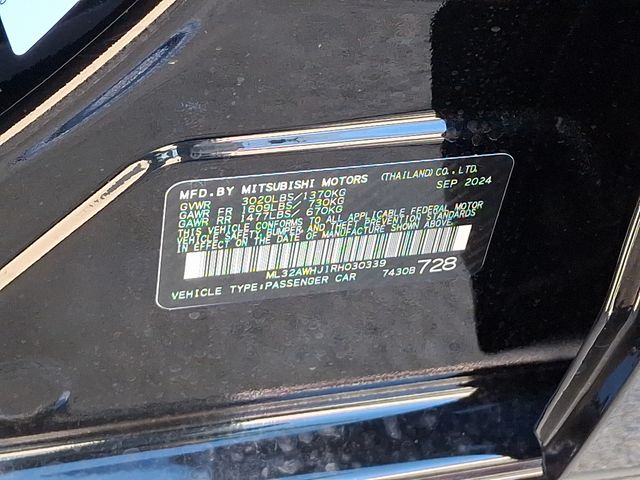 MFD.BY MITSUBISHI MOTORS (THAILAND) CO., LTD.
GVWR 3020LBS/1370KG SEP 2024
GAWR FR 1609LBS/ 730KG
GAWR RR 1477LBS/ 670KG
THIS VEHICLE CONFORMS TO ALL APPLICABLE FEDERAL MOTOR
VEHICLE SAFETY, BUMPER, AND THEFT PREVENTION STANDARDS
IN EFFECT ON THE DATE OF MANUFACTURE SHOWN ABOVE.
ML32AWHJ1RH030339
VEHICLE TYPE:PASSENGER CAR 7430B 728